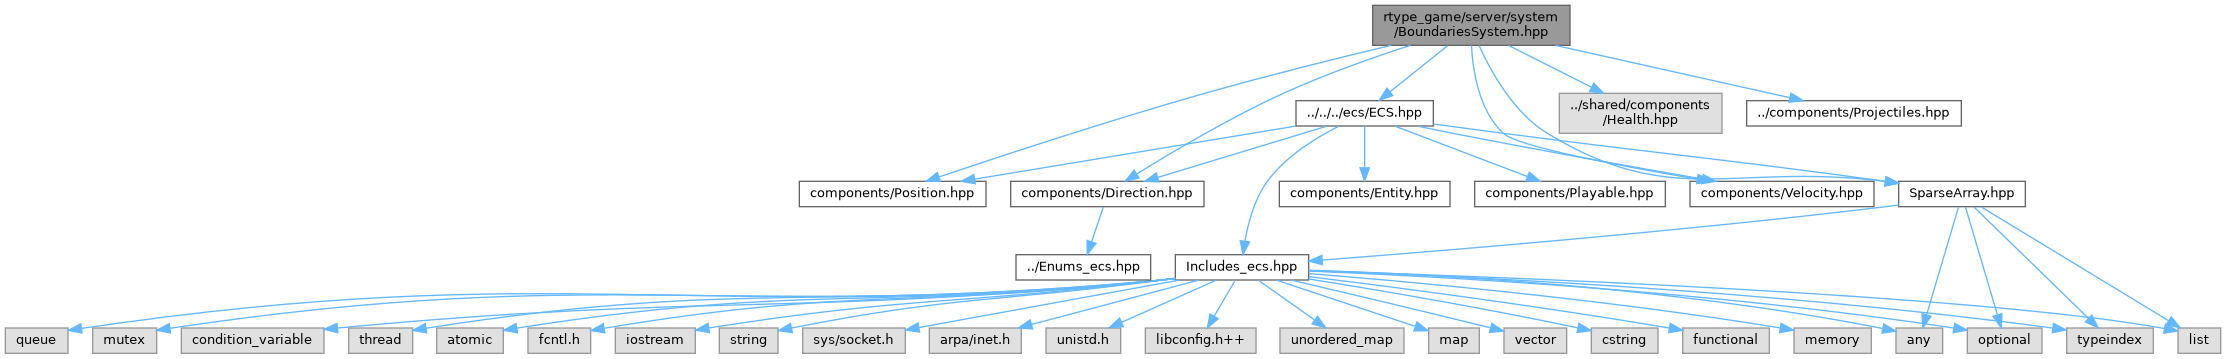 rtype_game/server/system
/BoundariesSystem.hpp
../../../ecs/ECS.hpp
../shared/components
/Health.hpp
../components/Projectiles.hpp
components/Position.hpp
components/Direction.hpp
components/Entity.hpp
components/Playable.hpp
components/Velocity.hpp
SparseArray.hpp
../Enums_ecs.hpp
Includes_ecs.hpp
queue
mutex
condition_variable
thread
atomic
fcntl.h
iostream
string
sys/socket.h
arpa/inet.h
unistd.h
libconfig.h++
unordered_map
map
vector
cstring
functional
memory
any
optional
typeindex
list